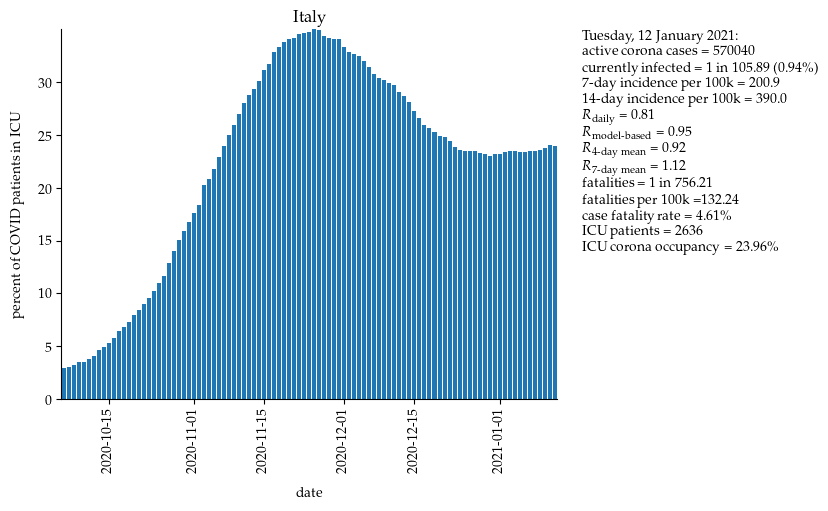 Italy
percent of COVID patients in ICU
30
25
20
15
10
5
0
2020-10-15
2020-11-01
2020-11-15
2020-12-01
2020-12-15
2021-01-01
date
Tuesday, 12 January 2021:
active corona cases = 570040
currently infected = 1 in 105.89 (0.94%)
7-day incidence per 100k = 200.9
14-day incidence per 100k = 390.0
R daily = 0.81
R model-based = 0.95
R 4-day mean = 0.92
R 7-day mean = 1.12
fatalities = 1 in 756.21
fatalities per 100k =132.24
case fatality rate = 4.61%
ICU patients = 2636
ICU corona occupancy = 23.96%